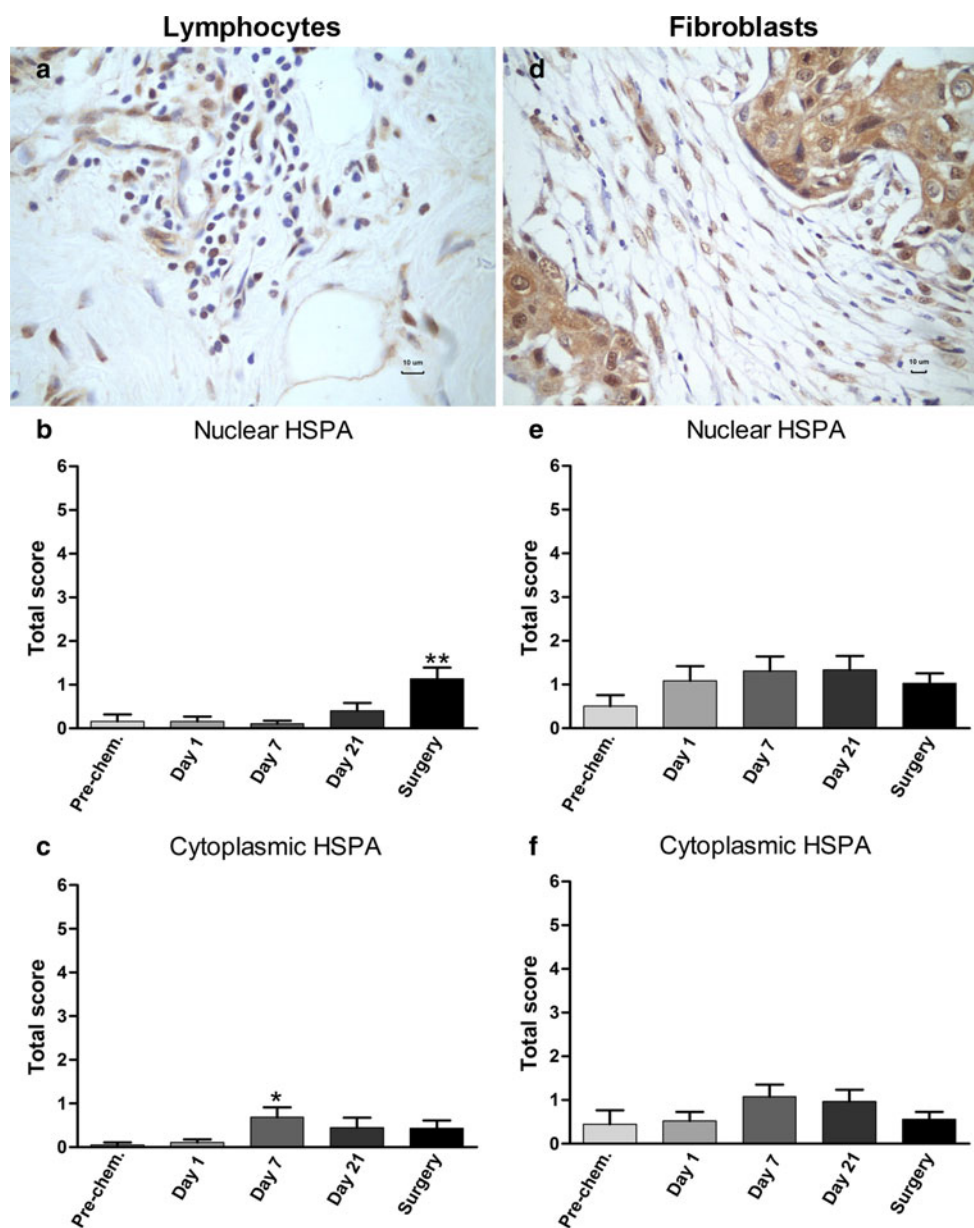 Lymphocytes
Fibroblasts
a
10 um
d
10 um
b
Nuclear HSPA
Total score
6
5
4
3
2
1
0
**
Pre-chem.
Day 1
Day 7
Day 21
Surgery
e
Nuclear HSPA
Total score
6
5
4
3
2
1
0
Pre-chem.
Day 1
Day 7
Day 21
Surgery
c
Cytoplasmic HSPA
Total score
6
5
4
3
2
1
0
*
Pre-chem.
Day 1
Day 7
Day 21
Surgery
f
Cytoplasmic HSPA
Total score
6
5
4
3
2
1
0
Pre-chem.
Day 1
Day 7
Day 21
Surgery